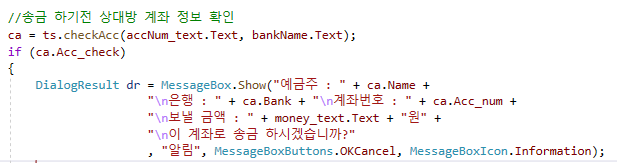 //송금 하기전 상대방 계좌 정보 확인
ca = ts.checkAcc(accNum_text.Text, bankName.Text);
if (ca.Acc_check)
{
DialogResult dr = MessageBox.Show("예금주 : " + ca.Name +
"\n은행 : " + ca.Bank + "\n계좌번호 : " + ca.Acc_num +
"\n보낼 금액 : " + money_text.Text + "원" +
"\n이 계좌로 송금 하시겠습니까?"
, "알림", MessageBoxButtons.OKCancel, MessageBoxIcon.Information);